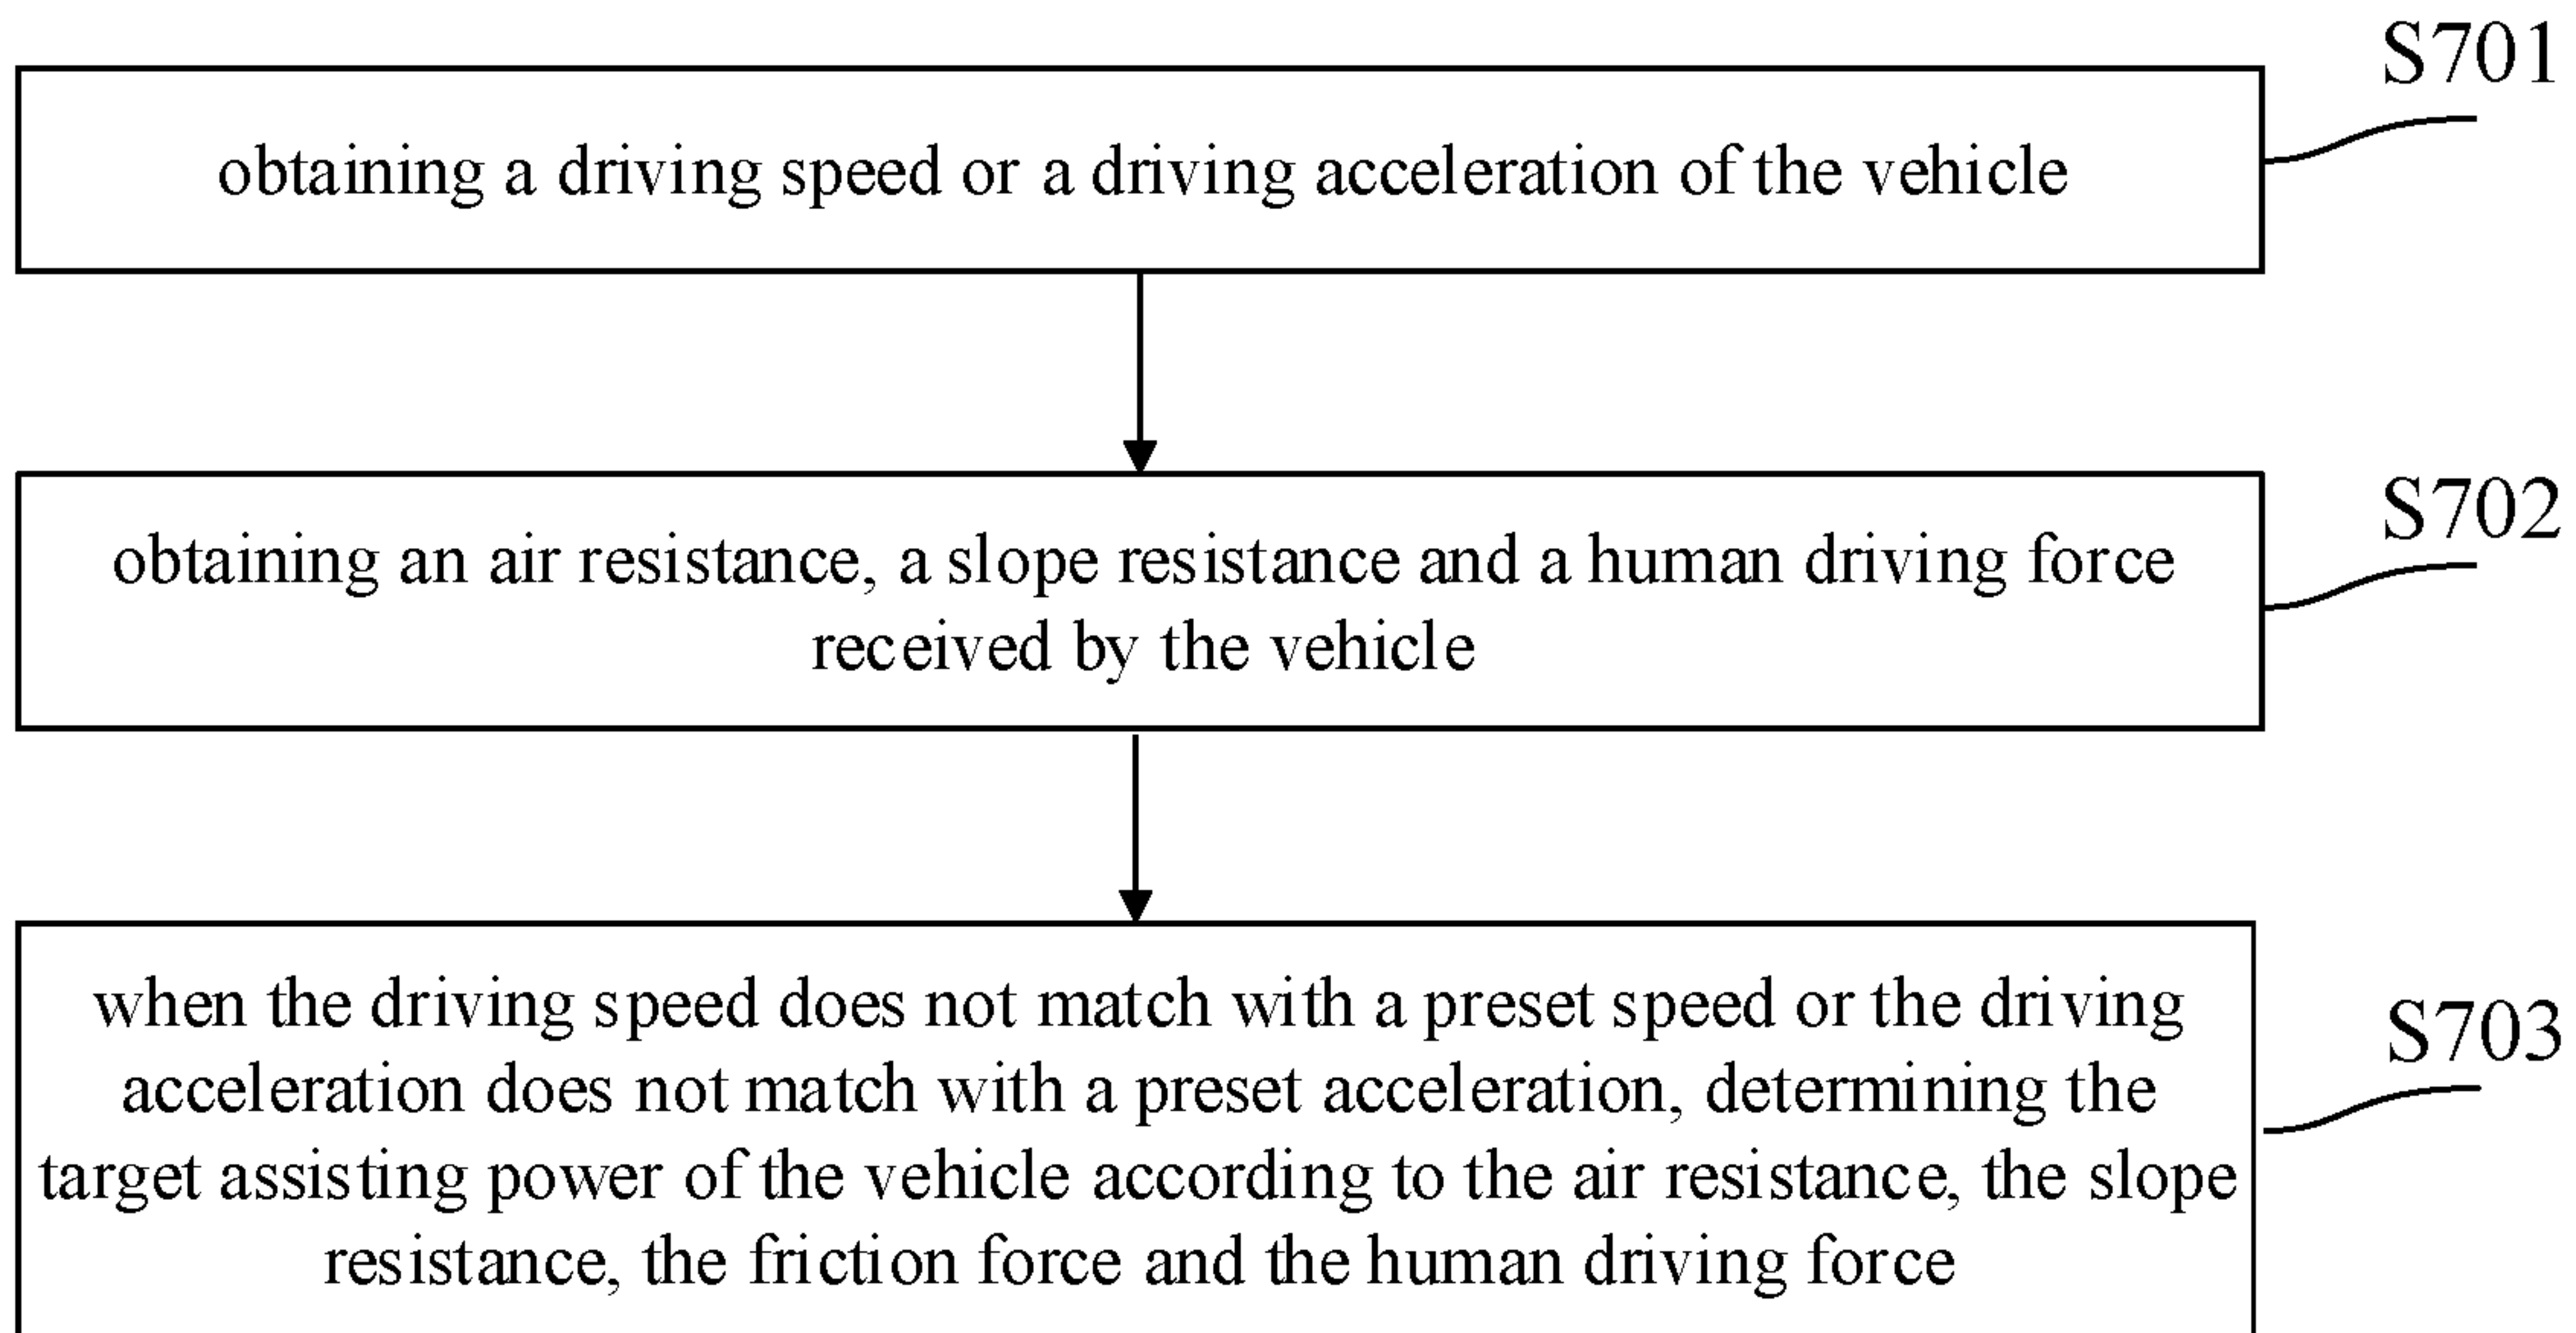 S701
obtaining a driving speed or a driving acceleration of the vehicle
S702
obtaining an air resistance, a slope resistance and a human driving force
received by the vehicle
S703
when the driving speed does not match with a preset speed or the driving
acceleration does not match with a preset acceleration, determining the
target assisting power of the vehicle according to the air resistance, the slope
resistance, the friction force and the human driving force